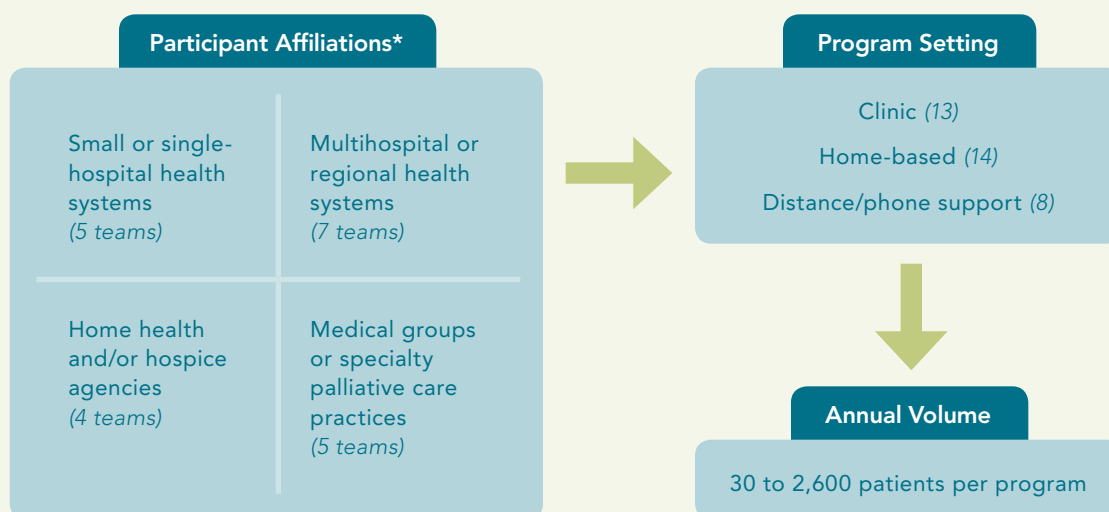 Participant Affiliations*
Small or single-
hospital health
systems
(5 teams)
Multihospital or
regional health
systems
(7 teams)
Home health
and/or hospice
agencies
(4 teams)
Medical groups
or specialty
palliative care
practices
(5 teams)
Program Setting
Clinic (13)
Home-based (14)
Distance/phone support (8)
Annual Volume
30 to 2,600 patients per program